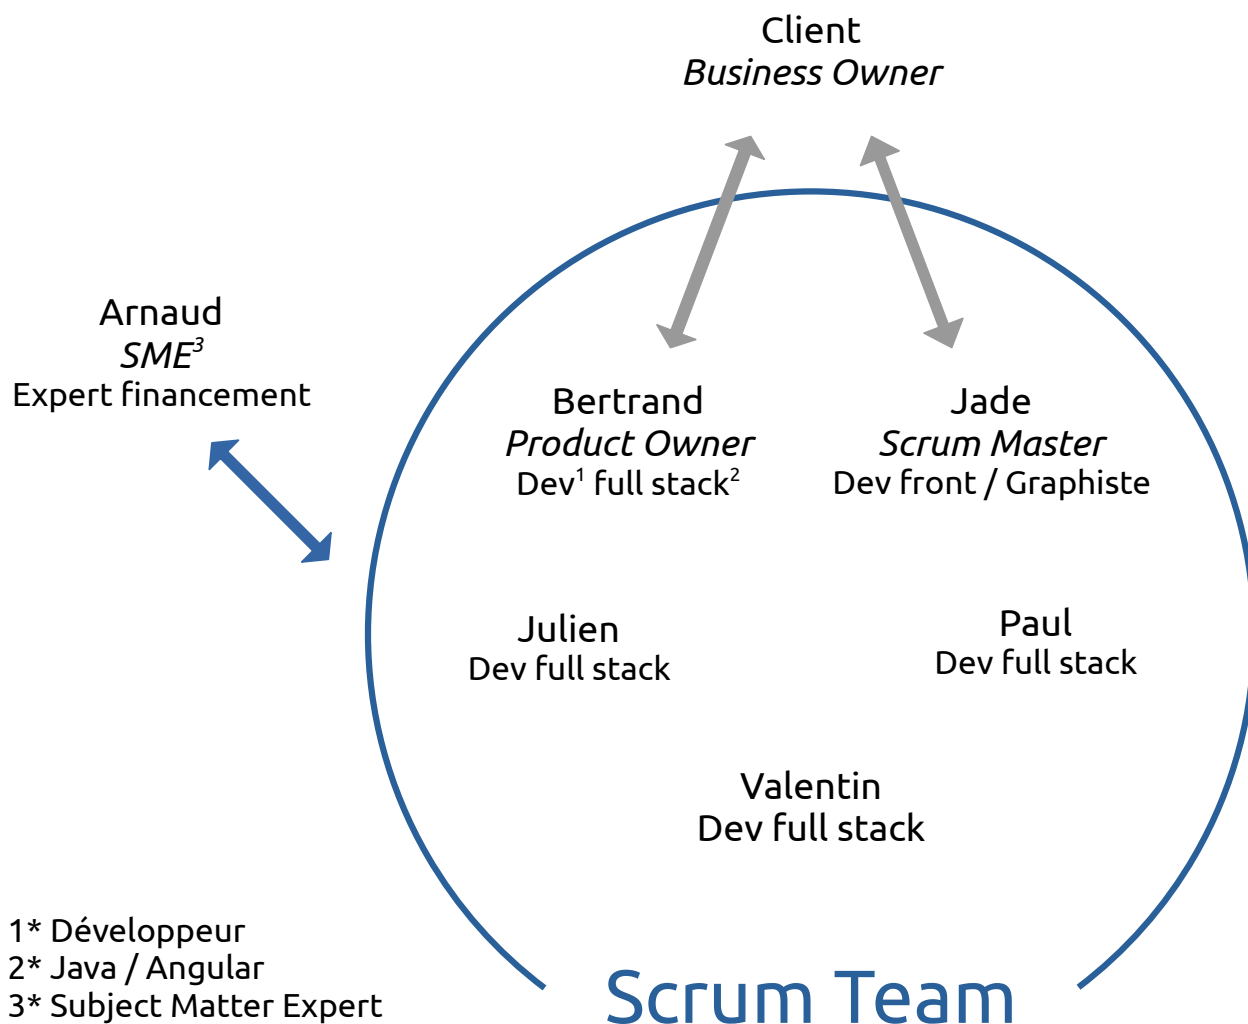 Client
Business Owner
Arnaud
SME³
Expert financement
Bertrand
Product Owner
Dev¹ full stack²
Jade
Scrum Master
Dev front / Graphiste
Julien
Dev full stack
Paul
Dev full stack
Valentin
Dev full stack
1* Développeur
2* Java / Angular
3* Subject Matter Expert
Scrum Team